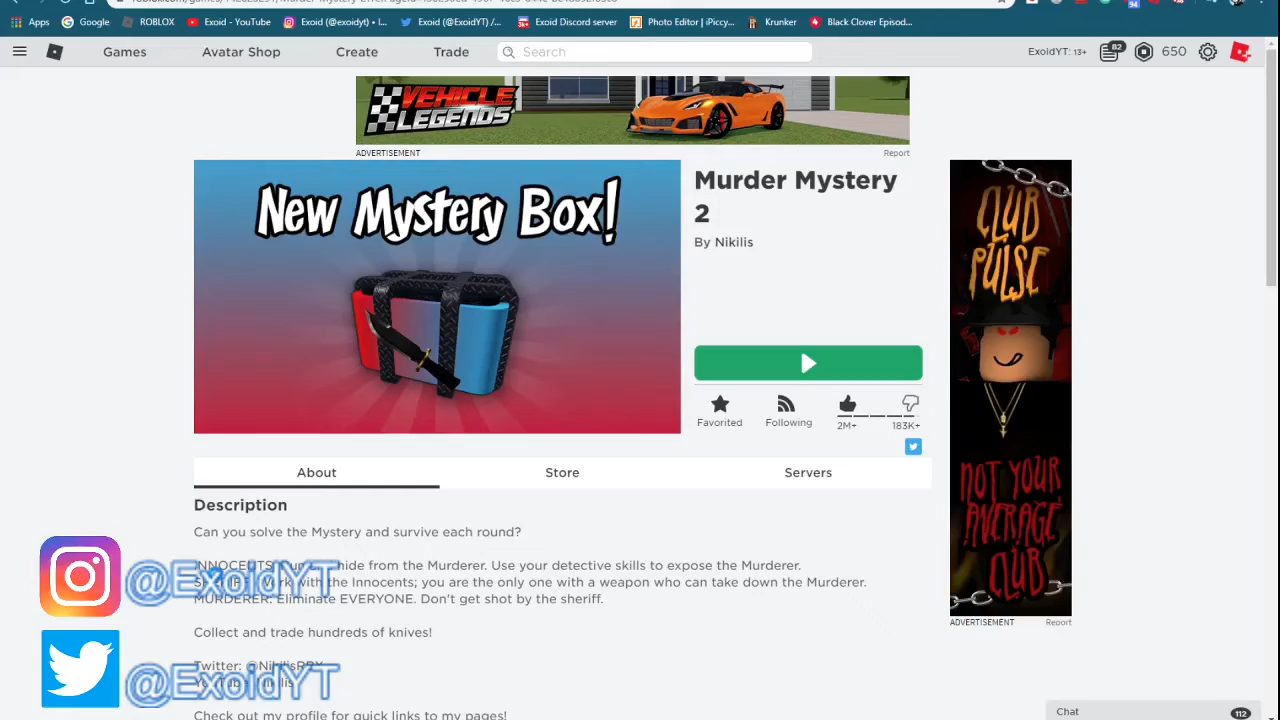 Apps
Google
ROBLOX
Exoid - YouTube
Exoid (@exoidyt) • I...
Exoid (@ExoidYT) /...
Exoid Discord server
Photo Editor | iPiccy...
Krunker
Black Clover Episod...
Games
Avatar Shop
Create
Trade
Search
ExoidYT: 13+
82
650
VEHICLE
LEGENDS
ADVERTISEMENT
Report
New Mystery Box!
Murder Mystery
2
By Nikilis
Favorited
Following
2M+
183K+
About
Store
Servers
CLUB
PULSE
NOT YOUR
AVERAGE
CLUB
ADVERTISEMENT
Report
Description
Can you solve the Mystery and survive each round?
hide from the Murderer. Use your detective skills to expose the Murderer.
with the Innocents; you are the only one with a weapon who can take down the Murderer.
MURDERER: Eliminate EVERYONE. Don't get shot by the sheriff.
@ExoidYT
Collect and trade hundreds of knives!
Twitter: @NikilisRBX
@ExoidYT
Check out my profile for quick links to my pages!
Chat
112